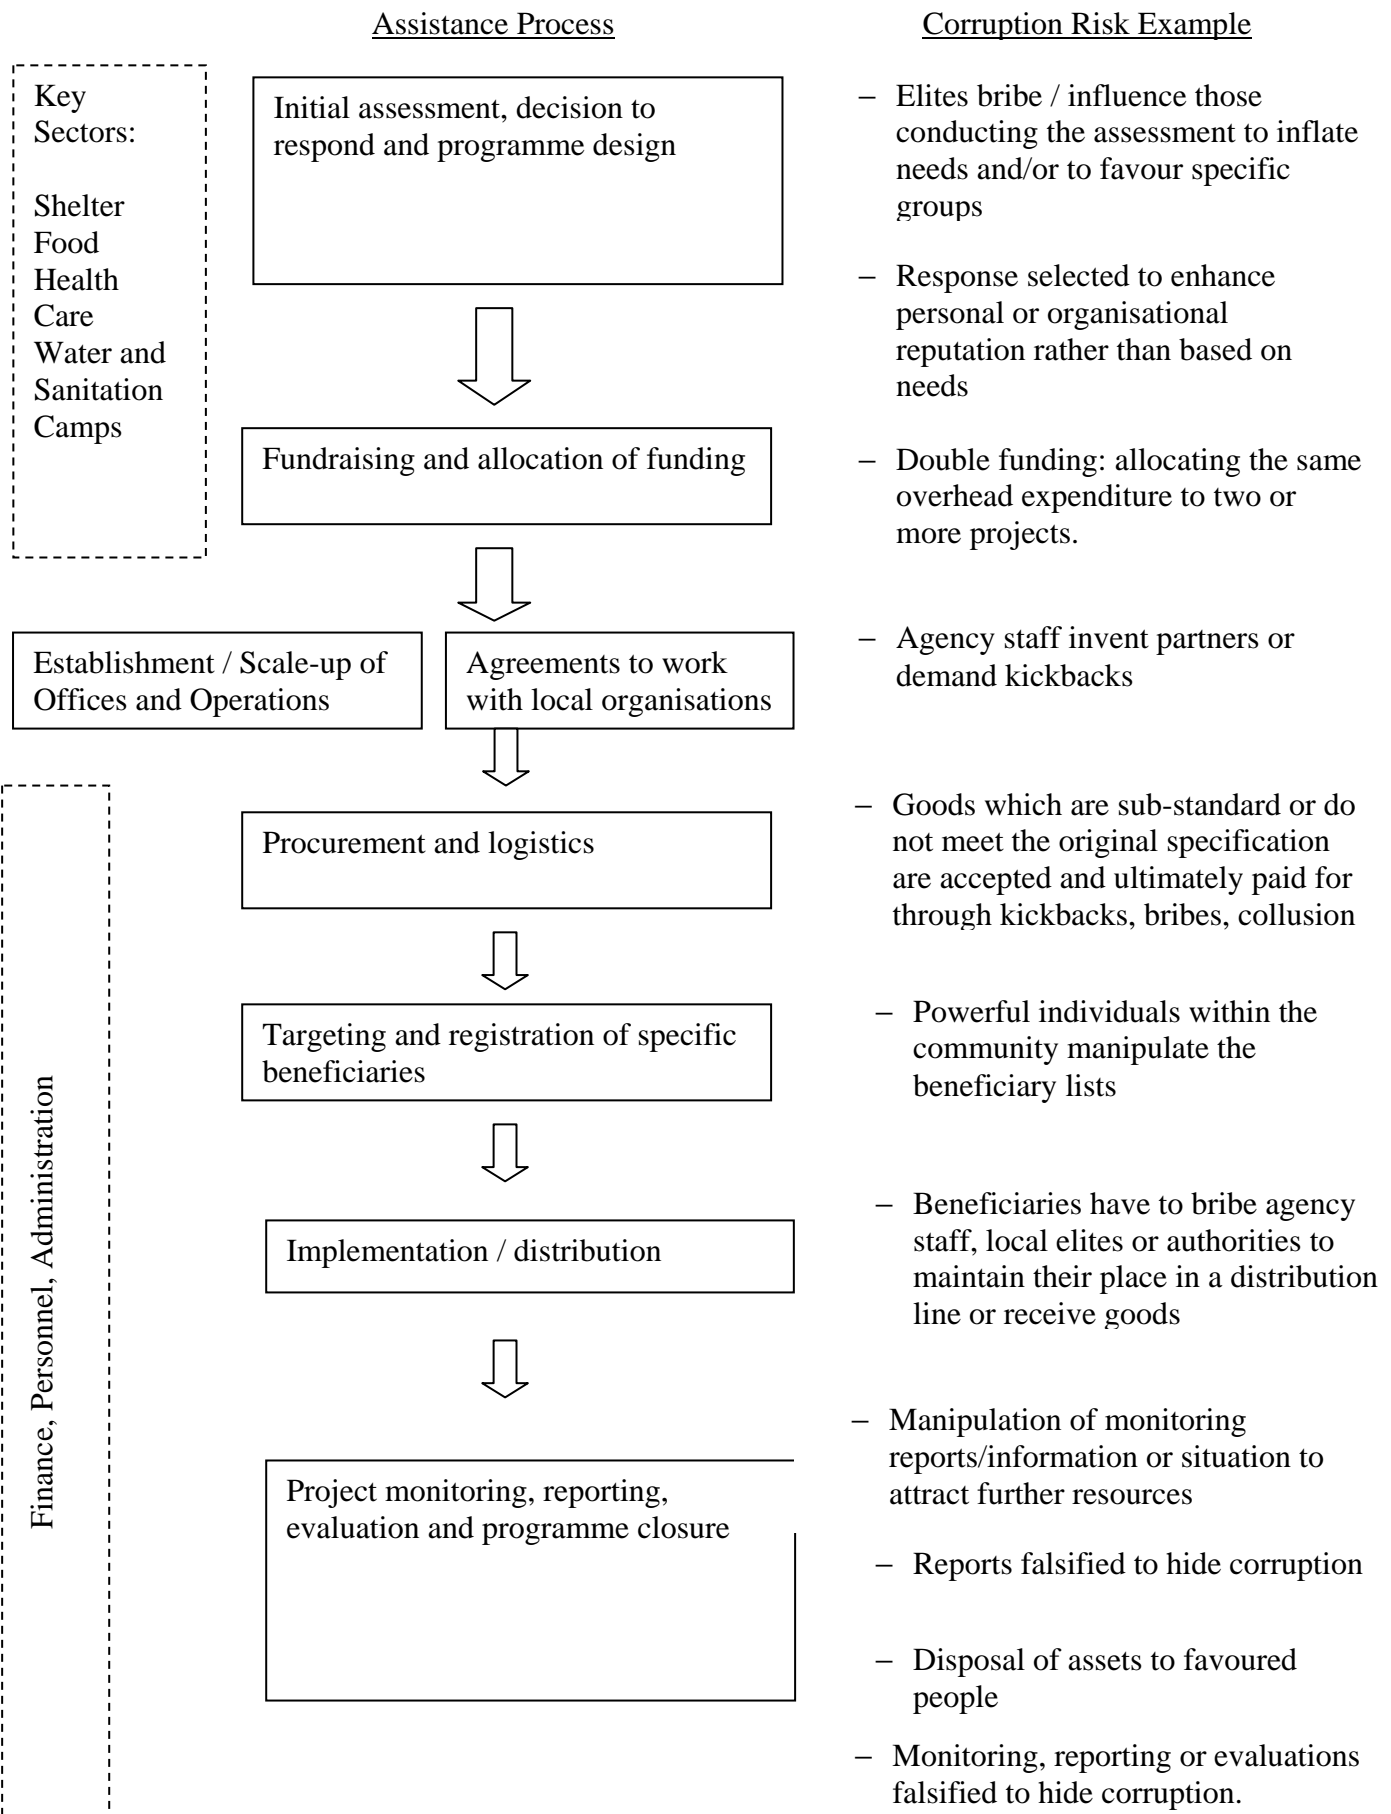 Assistance Process
Corruption Risk Example
Key
Sectors:
Shelter
Food
Health
Care
Water and
Sanitation
Camps
Initial assessment, decision to
respond and programme design
– Elites bribe / influence those
conducting the assessment to inflate
needs and/or to favour specific
groups
– Response selected to enhance
personal or organisational
reputation rather than based on
needs
Fundraising and allocation of funding
– Double funding: allocating the same
overhead expenditure to two or
more projects.
Establishment / Scale-up of
Offices and Operations
Agreements to work
with local organisations
– Agency staff invent partners or
demand kickbacks
Finance, Personnel, Administration
Procurement and logistics
– Goods which are sub-standard or do
not meet the original specification
are accepted and ultimately paid for
through kickbacks, bribes, collusion
Targeting and registration of specific
beneficiaries
– Powerful individuals within the
community manipulate the
beneficiary lists
Implementation / distribution
– Beneficiaries have to bribe agency
staff, local elites or authorities to
maintain their place in a distribution
line or receive goods
Project monitoring, reporting,
evaluation and programme closure
– Manipulation of monitoring
reports/information or situation to
attract further resources
– Reports falsified to hide corruption
– Disposal of assets to favoured
people
– Monitoring, reporting or evaluations
falsified to hide corruption.